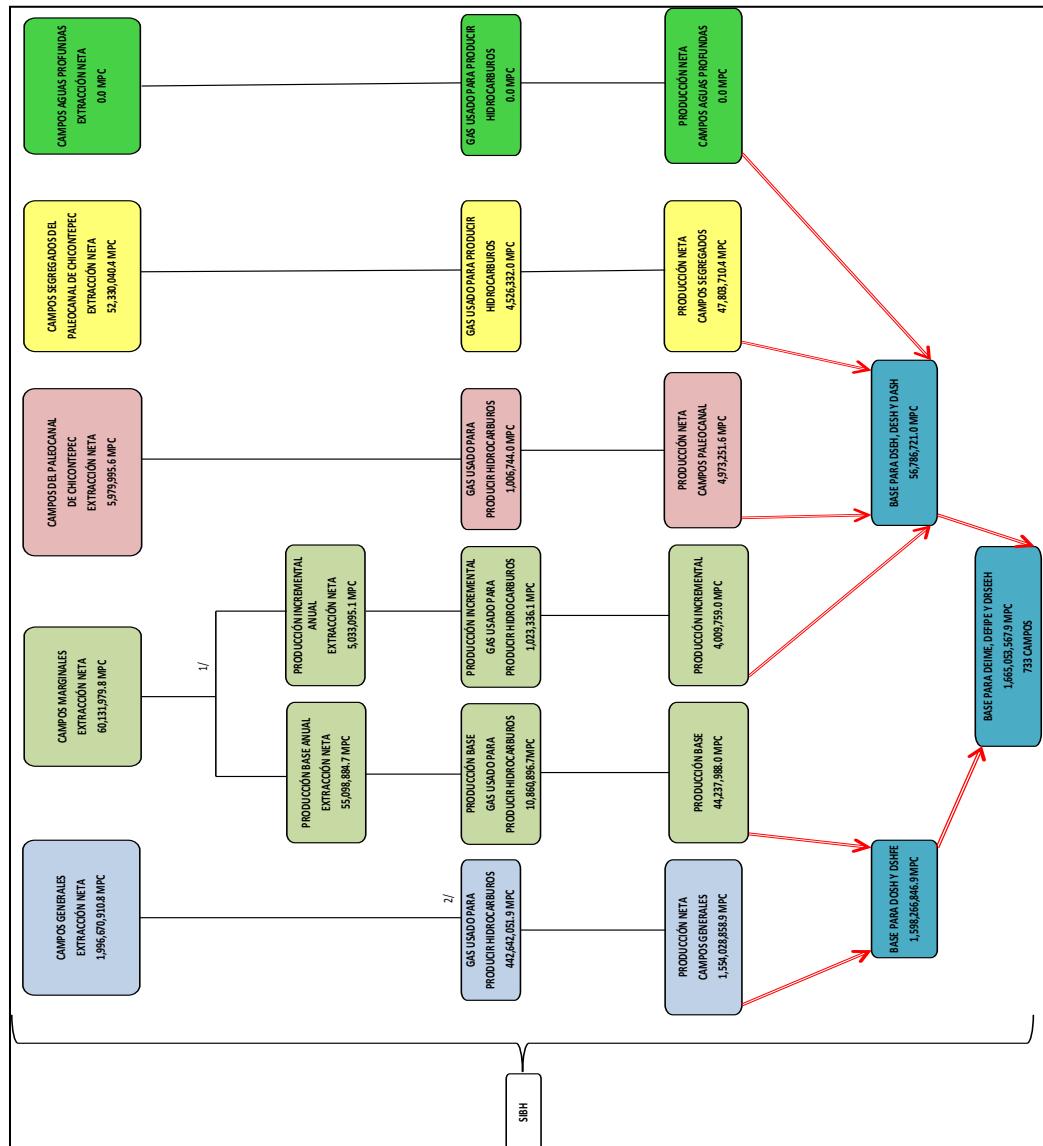 SIBH
CAMPOS GENERALES
EXTRACCIÓN NETA
1,996,670,910.8 MPC
CAMPOS MARGINALES
EXTRACCIÓN NETA
60,131,979.8 MPC
CAMPOS DEL PALEOCANAL
DE CHICONTEPEC
EXTRACCIÓN NETA
5,979,995.6 MPC
CAMPOS SEGREGADOS DEL
PALEOCANAL DE CHICONTEPEC
EXTRACCIÓN NETA
52,330,040.4 MPC
CAMPOS AGUAS PROFUNDAS
EXTRACCIÓN NETA
0.0 MPC
1/
PRODUCCIÓN BASE ANUAL
EXTRACCIÓN NETA
55,098,884.7 MPC
PRODUCCIÓN INCREMENTAL
ANUAL
EXTRACCIÓN NETA
5,033,095.1 MPC
2/
GAS USADO PARA
PRODUCIR HIDROCARBUROS
442,642,051.9 MPC
PRODUCCIÓN BASE
GAS USADO PARA
PRODUCIR HIDROCARBUROS
10,860,896.7MPC
PRODUCCIÓN INCREMENTAL
GAS USADO PARA
PRODUCIR HIDROCARBUROS
1,023,336.1 MPC
GAS USADO PARA
PRODUCIR HIDROCARBUROS
1,006,744.0 MPC
GAS USADO PARA PRODUCIR
HIDROCARBUROS
4,526,332.0 MPC
GAS USADO PARA PRODUCIR
HIDROCARBUROS
0.0 MPC
PRODUCCIÓN NETA
CAMPOS GENERALES
1,554,028,858.9 MPC
PRODUCCIÓN BASE
44,237,988.0 MPC
PRODUCCIÓN INCREMENTAL
4,009,759.0 MPC
PRODUCCIÓN NETA
CAMPOS PALEOCANAL
4,973,251.6 MPC
PRODUCCIÓN NETA
CAMPOS SEGREGADOS
47,803,710.4 MPC
PRODUCCIÓN NETA
CAMPOS AGUAS PROFUNDAS
0.0 MPC
BASE PARA DOSH Y DSHFE
1,598,266,846.9 MPC
BASE PARA DSEH, DESH Y DASH
56,786,721.0 MPC
BASE PARA DEIME, DEFIPE Y DRSEEH
1,665,053,567.9 MPC
733 CAMPOS